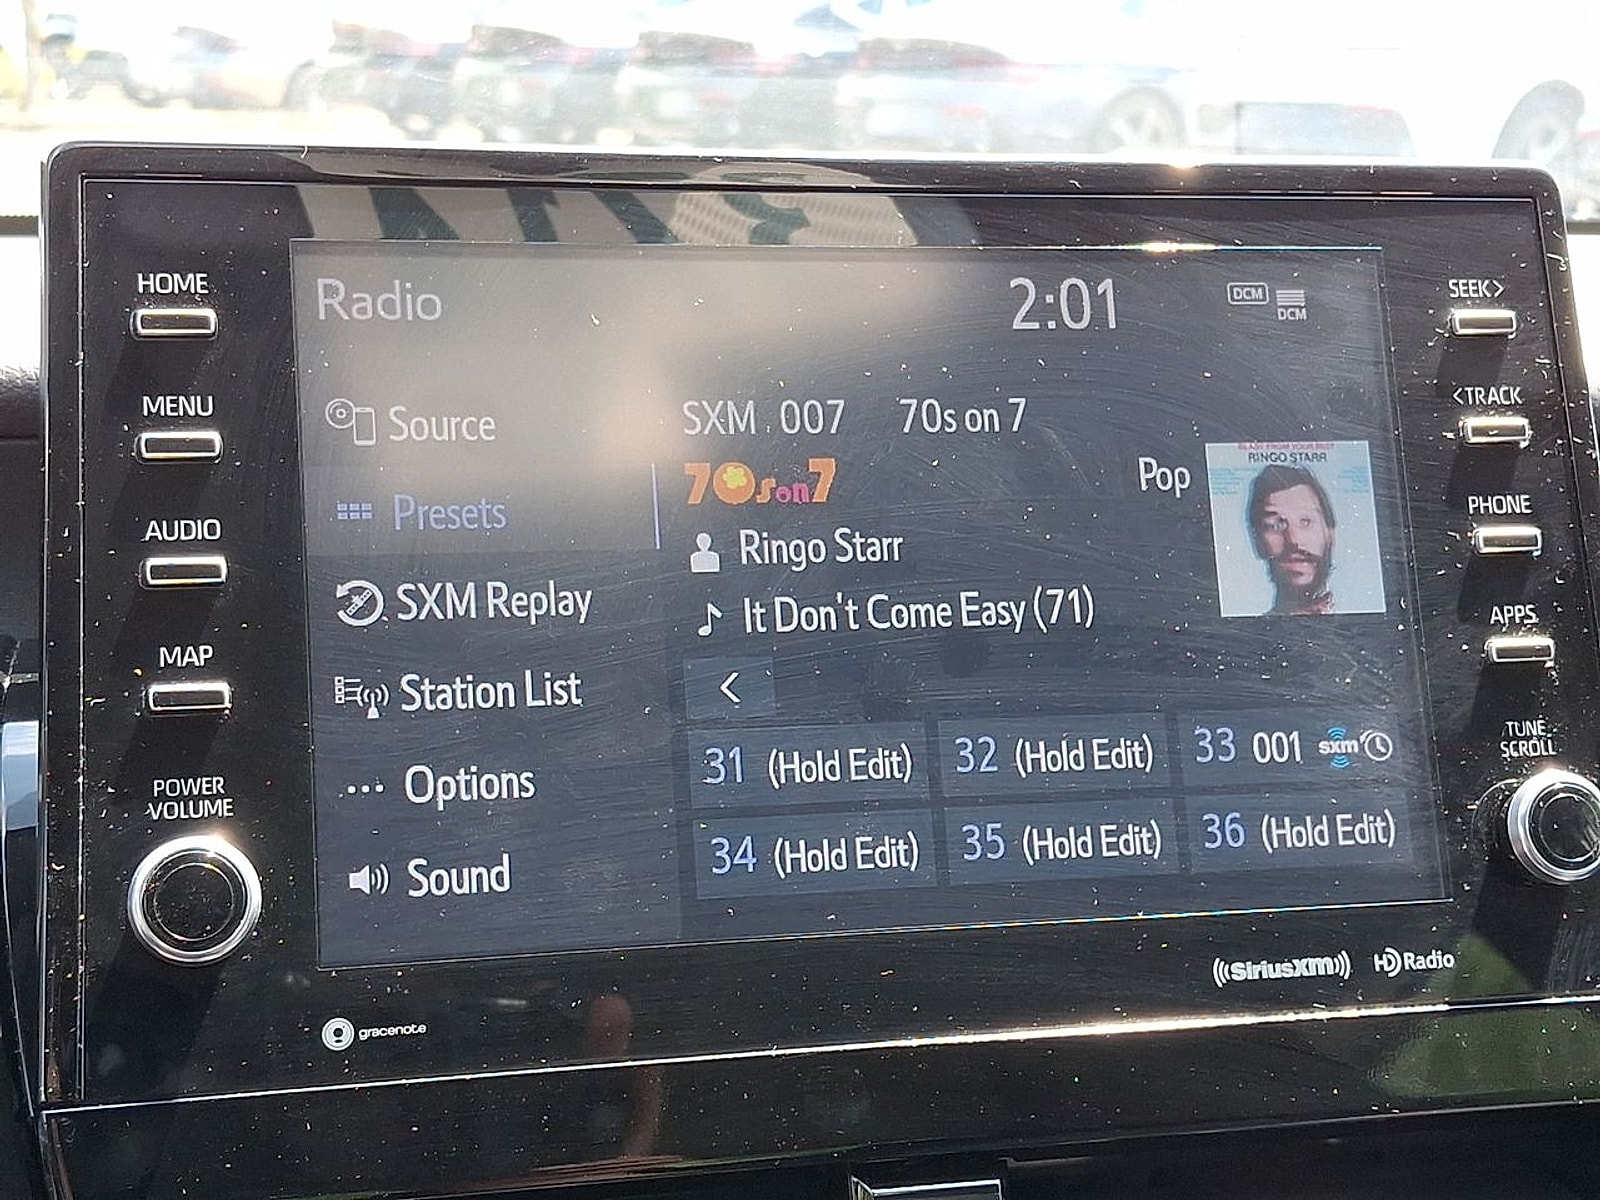 HOME
MENU
AUDIO
MAP
POWER
VOLUME
Radio
2:01
DCM
DCM
Source
Presets
SXM Replay
Station List
Options
Sound
SXM 007 70s on 7
70s on 7
Pop
RINGO STARR
Ringo Starr
It Don't Come Easy (71)
<
31 (Hold Edit)
32 (Hold Edit)
33 001 sxm
34 (Hold Edit)
35 (Hold Edit)
36 (Hold Edit)
SEEK>
<TRACK
PHONE
APPS
TUNE
SCROLL
((SiriusXM))
HD Radio
gracenote